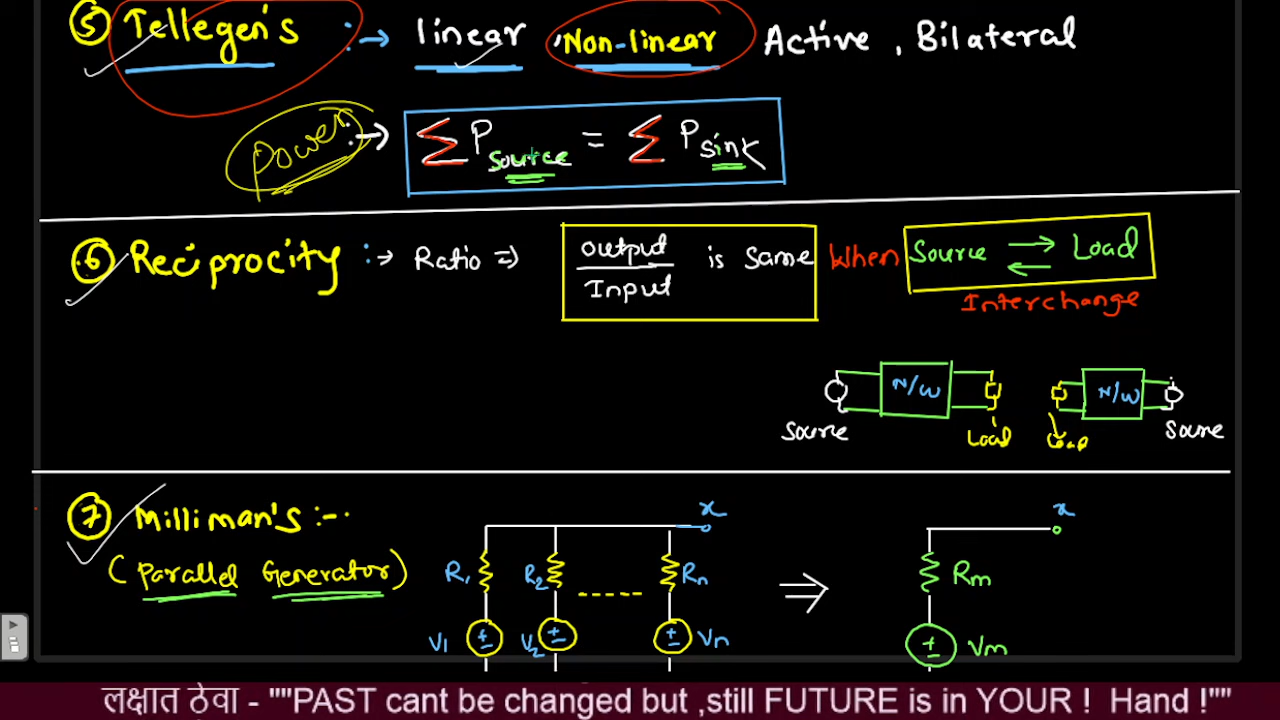 ⑤ Tellegen's :→ linear, Non-linear Active, Bilateral
Power :→ ΣP source = ΣP sink
⑥ Reciprocity :→ Ratio ⇒ output / Input is same When Source ⇄ Load
Interchange
N/W N/W
Source Load Load Source
⑦ Milliman's :-
(Parallel Generator)
x x
R1 R2 ------ Rn ⇒ Rm
V1 V2 Vn Vm
लक्षात ठेवा - ""PAST cant be changed but ,still FUTURE is in YOUR ! Hand !""